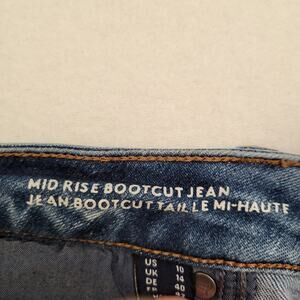 MID RISE BOOTCUT JEAN
JEAN BOOTCUT TAILLE MI-HAUTE
US 10
UK 14
DE 40